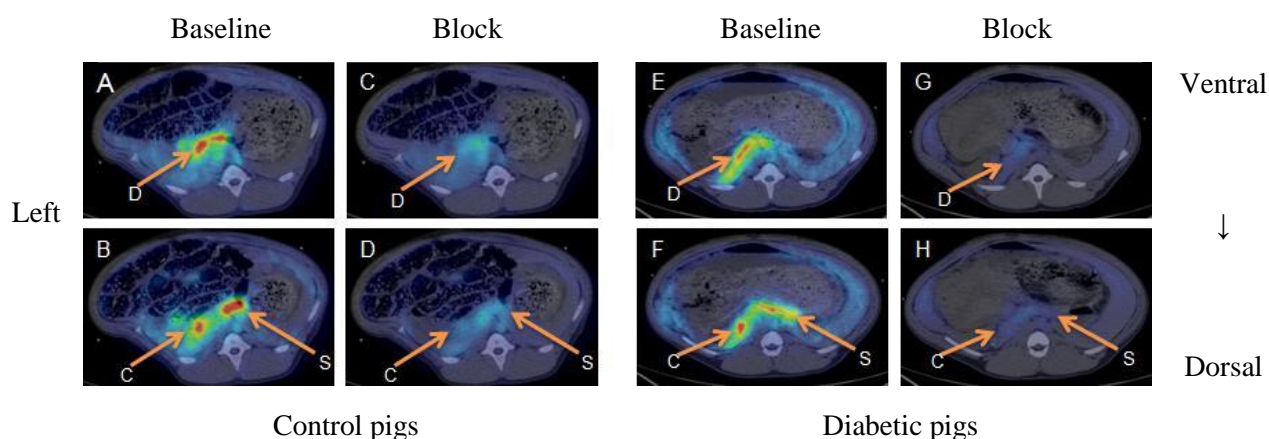 Baseline Block Baseline Block
A C E G Ventral
D D D D
Left
B D F H ↓
C S C S C S C S
Dorsal
Control pigs Diabetic pigs